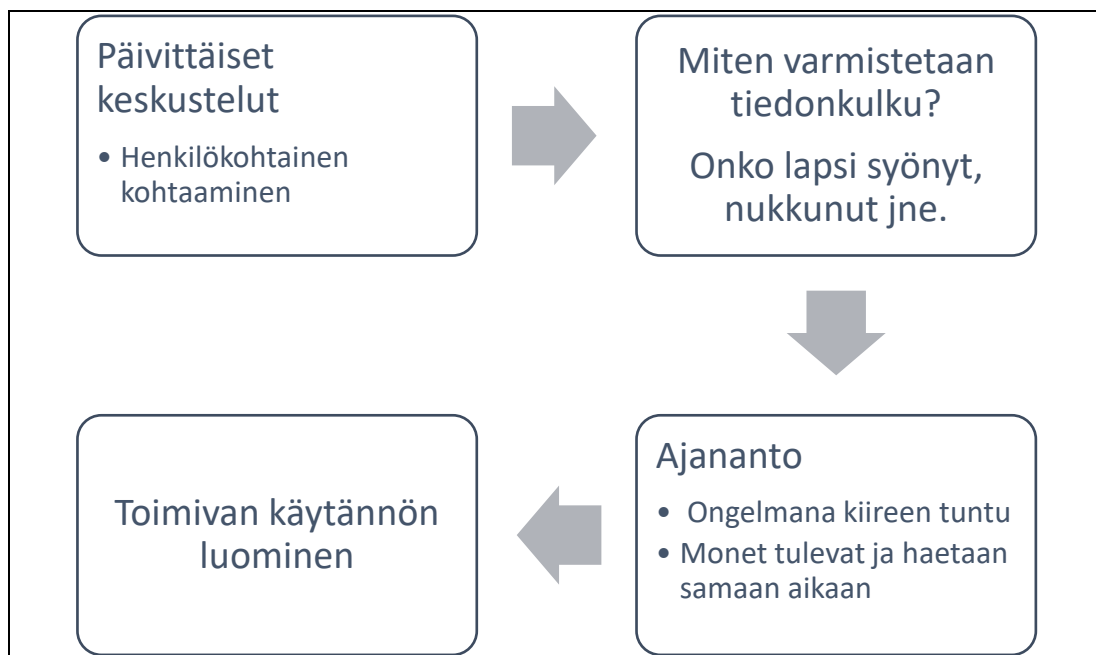 Päivittäiset
keskustelut
• Henkilökohtainen
kohtaaminen
Miten varmistetaan
tiedonkulku?
Onko lapsi syönyt,
nukkunut jne.
Ajananto
• Ongelmana kiireen tuntu
• Monet tulevat ja haetaan
samaan aikaan
Toimivan käytännön
luominen